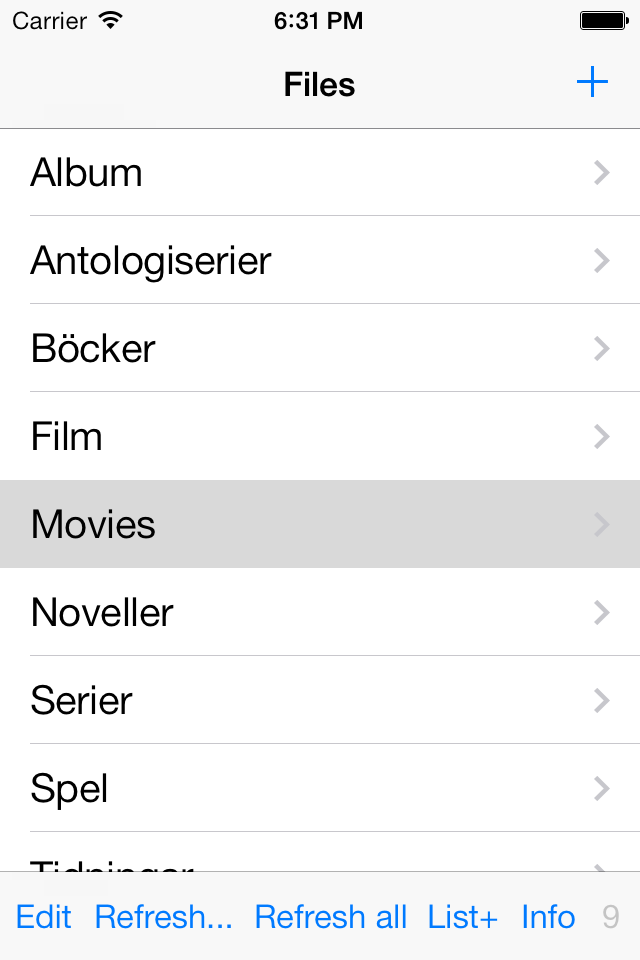 Carrier 6:31 PM
Files +
Album
Antologiserier
Böcker
Film
Movies
Noveller
Serier
Spel
Tidningar
Edit Refresh... Refresh all List+ Info 9